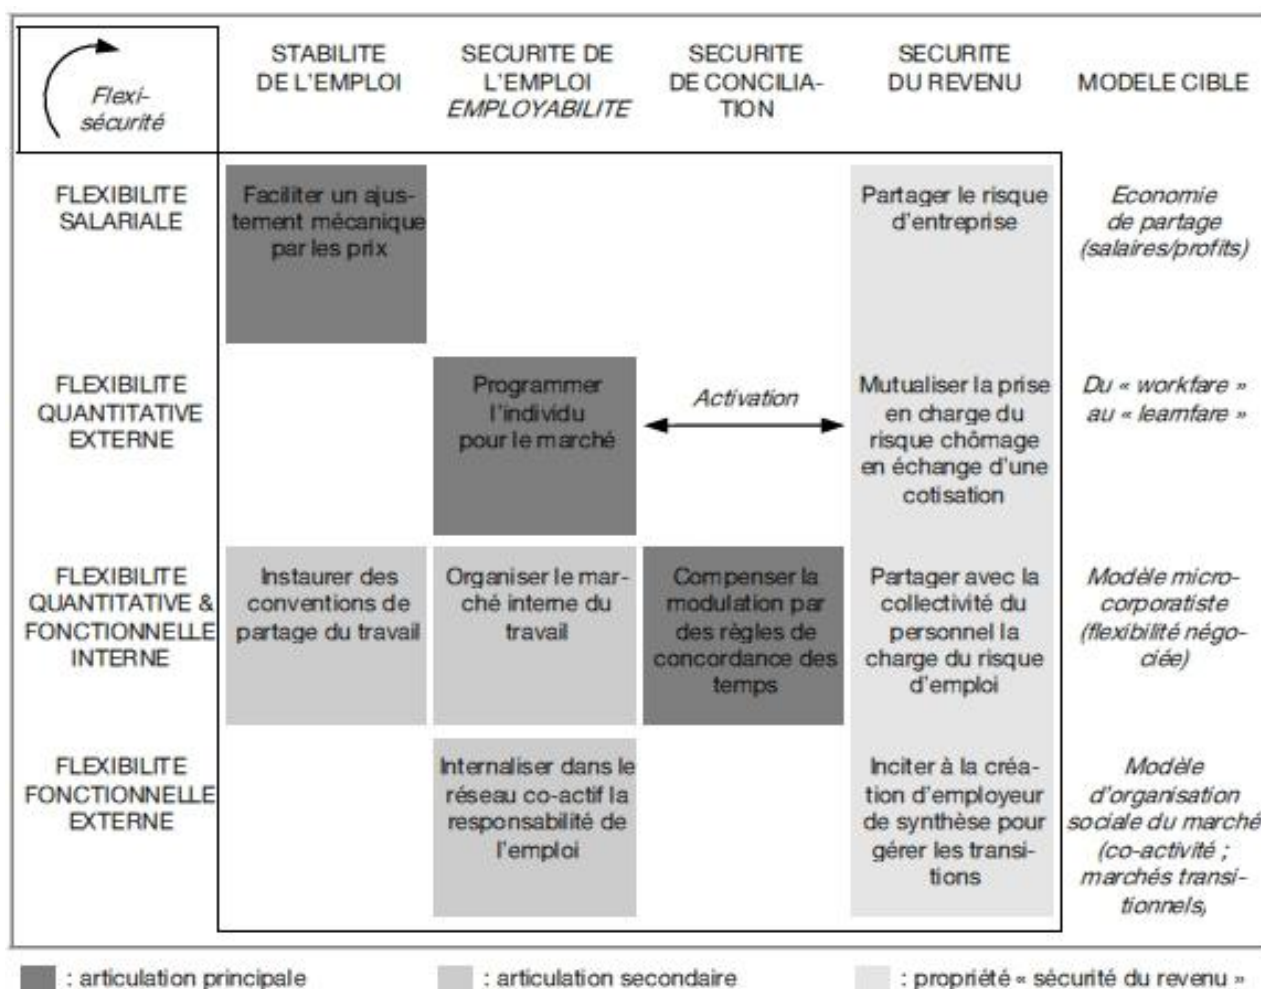 Flexi-
sécurité
STABILITE
DE L'EMPLOI
SECURITE DE
L'EMPLOI
EMPLOYABILITE
SECURITE
DE CONCILIA-
TION
SECURITE
DU REVENU
MODELE CIBLE
FLEXIBILITE
SALARIALE
Faciliter un ajus-
tement mécanique
par les prix
Partager le risque
d'entreprise
Economie
de partage
(salaires/profits)
FLEXIBILITE
QUANTITATIVE
EXTERNE
Programmer
l'individu
pour le marché
Activation
Mutualiser la prise
en charge du
risque chômage
en échange d'une
cotisation
Du « workfare »
au « learnfare »
FLEXIBILITE
QUANTITATIVE &
FONCTIONNELLE
INTERNE
Instaurer des
conventions de
partage du travail
Organiser le mar-
ché interne du
travail
Compenser la
modulation par
des règles de
concordance des
temps
Partager avec la
collectivité du
personnel la
charge du risque
d'emploi
Modèle micro-
corporatiste
(flexibilité négo-
ciée)
FLEXIBILITE
FONCTIONNELLE
EXTERNE
Internaliser dans le
réseau co-actif la
responsabilité de
l'emploi
Inciter à la créa-
tion d'employeur
de synthèse pour
gérer les transi-
tions
Modèle
d'organisation
sociale du marché
(co-activité ;
marchés transi-
tionnels)
: articulation principale
: articulation secondaire
: propriété « sécurité du revenu »